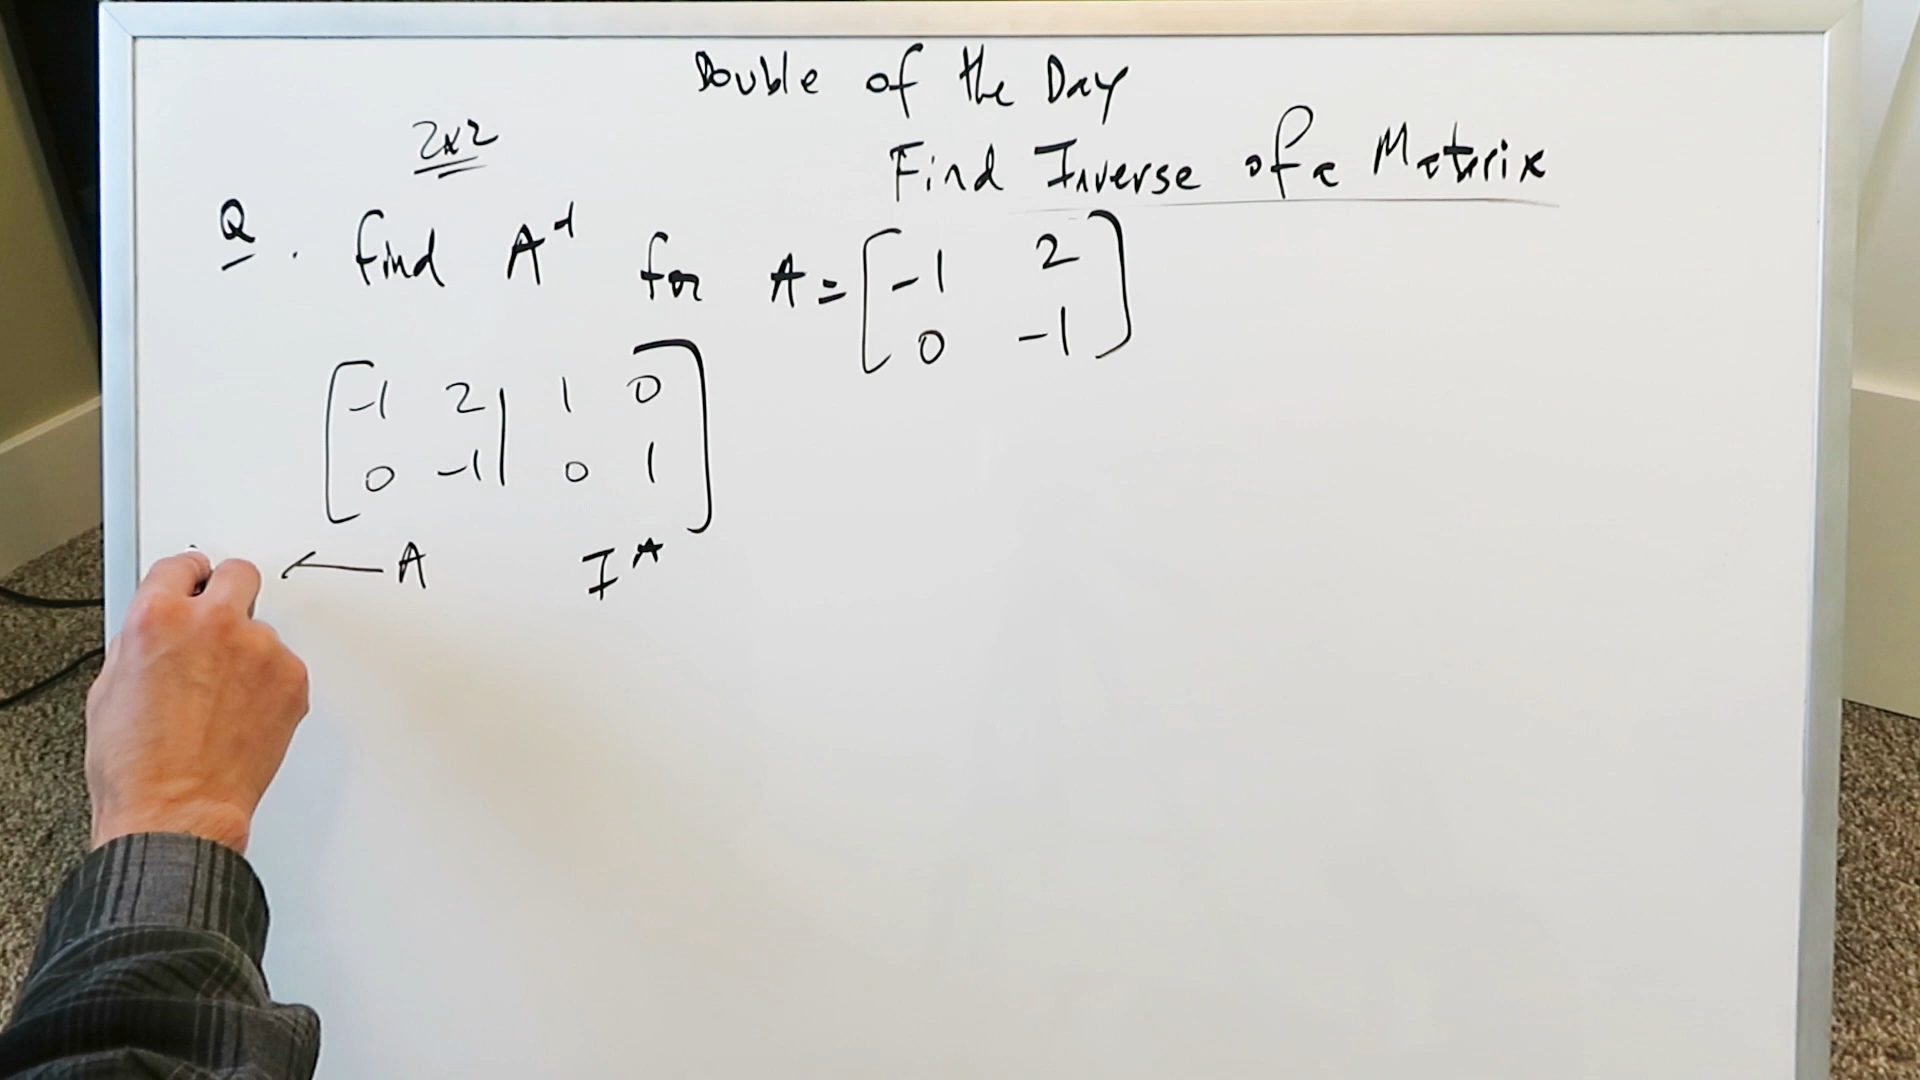 Double of the Day
2x2
Find Inverse of a Matrix
Q. find A⁻¹ for A = [-1 2
0 -1]
[-1 2 | 1 0
0 -1 | 0 1]
← A I A